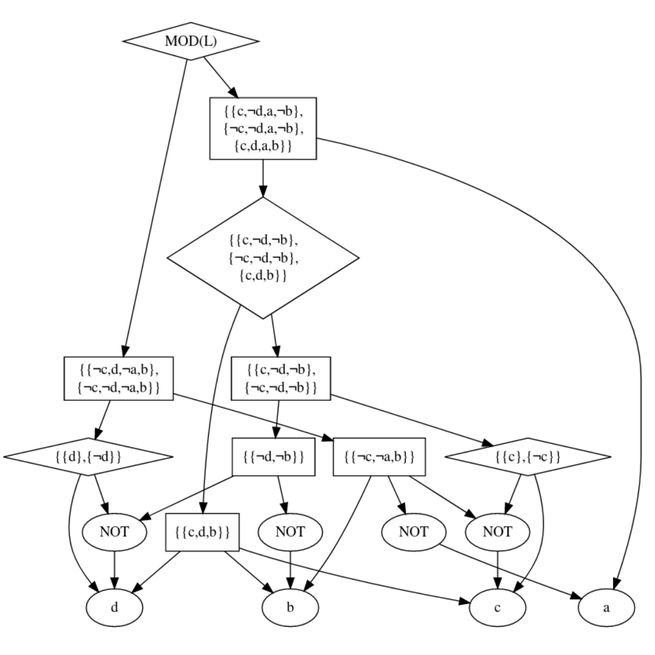 MOD(L)
{{c,¬d,a,¬b},
{¬c,¬d,a,¬b},
{c,d,a,b}}
{{c,¬d,¬b},
{¬c,¬d,¬b},
{c,d,b}}
{{¬c,d,¬a,b},
{¬c,¬d,¬a,b}}
{{c,¬d,¬b},
{¬c,¬d,¬b}}
{{d},{¬d}}
{{¬d,¬b}}
{{¬c,¬a,b}}
{{c},{¬c}}
NOT
{{c,d,b}}
NOT
NOT
NOT
d
b
c
a